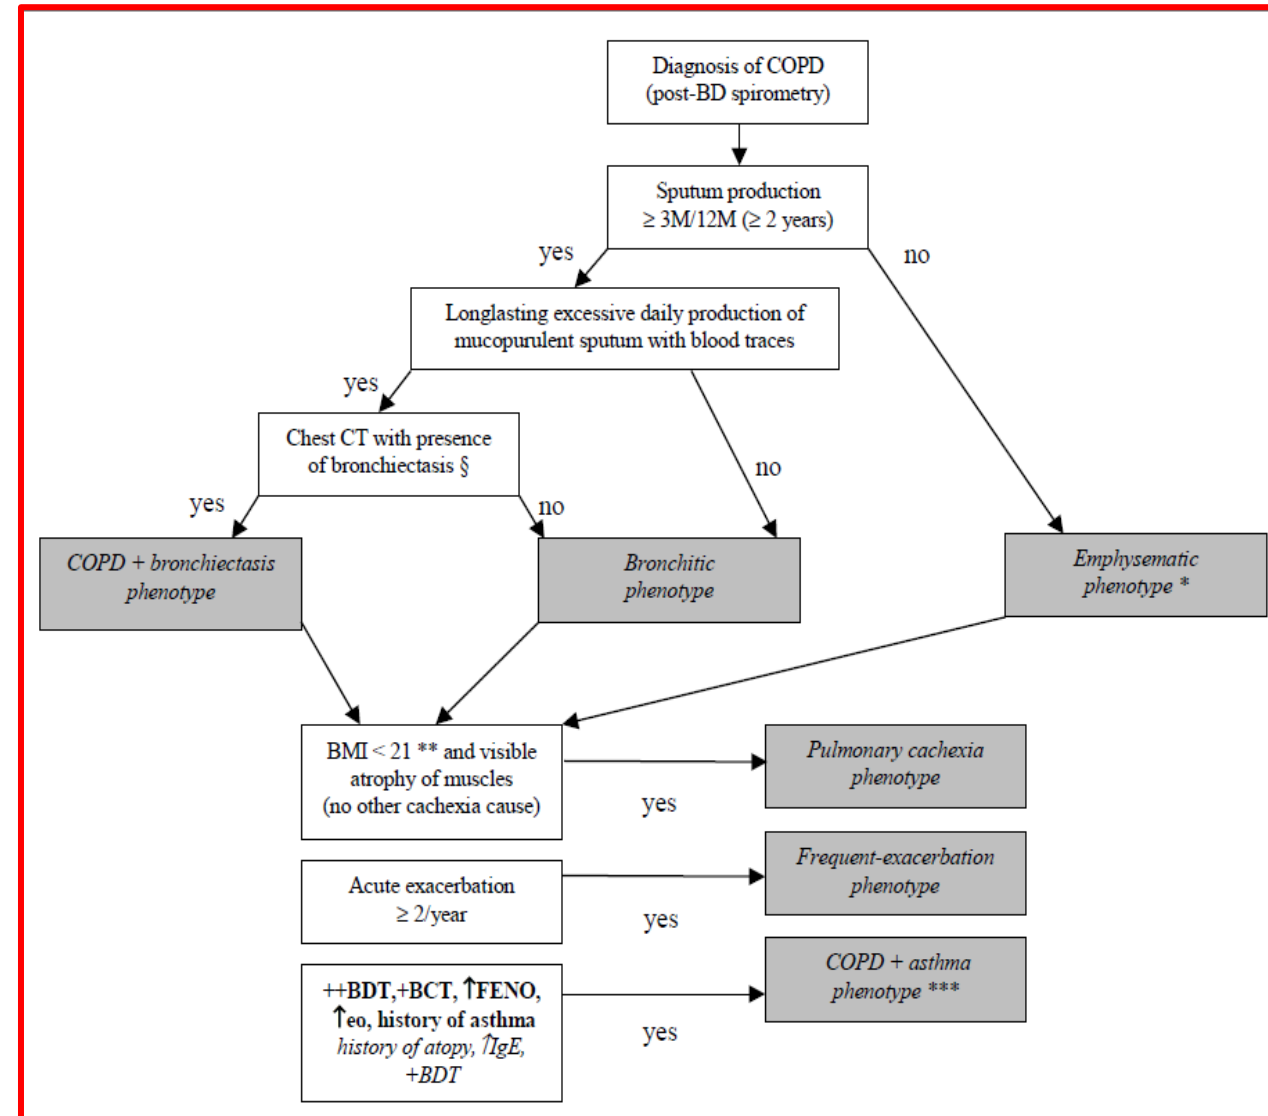 Diagnosis of COPD
(post-BD spirometry)
Sputum production
≥ 3M/12M (≥ 2 years)
yes
no
Longlasting excessive daily production of
mucopurulent sputum with blood traces
yes
no
Chest CT with presence
of bronchiectasis §
yes
no
COPD + bronchiectasis
phenotype
Bronchitic
phenotype
Emphysematic
phenotype *
BMI < 21 ** and visible
atrophy of muscles
(no other cachexia cause)
yes
Pulmonary cachexia
phenotype
Acute exacerbation
≥ 2/year
yes
Frequent-exacerbation
phenotype
++BDT,+BCT, ↑FENO,
↑eo, history of asthma
history of atopy, ↑IgE,
+BDT
yes
COPD + asthma
phenotype ***